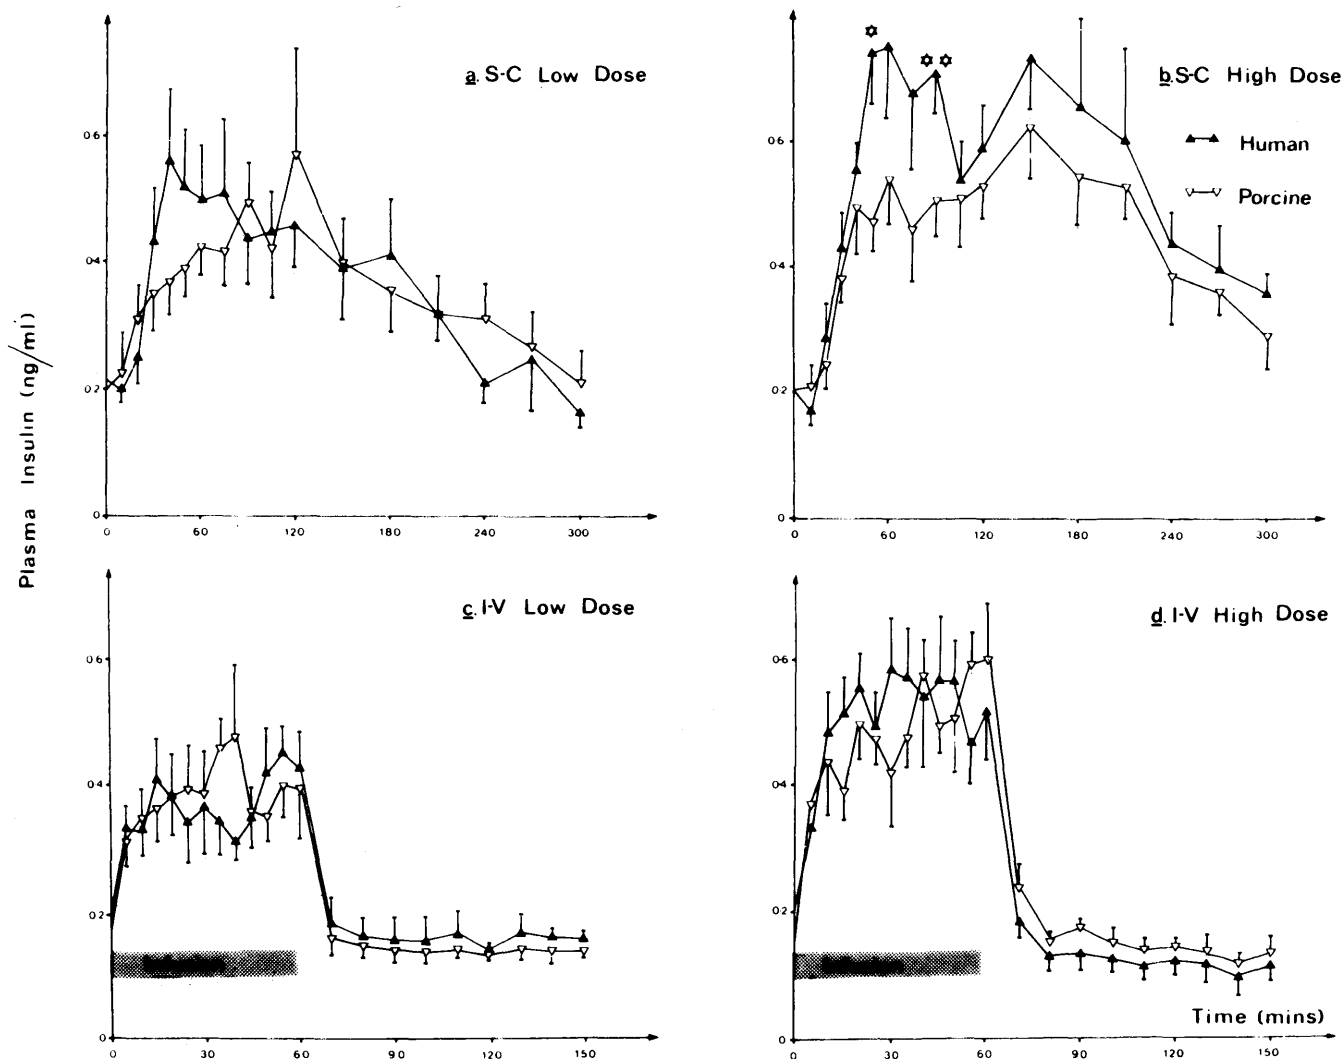 Plasma Insulin (ng/ml)
a. S-C Low Dose
0·6
0·4
0·2
0
0 60 120 180 240 300
b. S-C High Dose
Human
Porcine
0·6
0·4
0·2
0
0 60 120 180 240 300
c. I-V Low Dose
0·6
0·4
0·2
0
0 30 60 90 120 150
d. I-V High Dose
0·6
0·4
0·2
0
Time (mins)
0 30 60 90 120 150